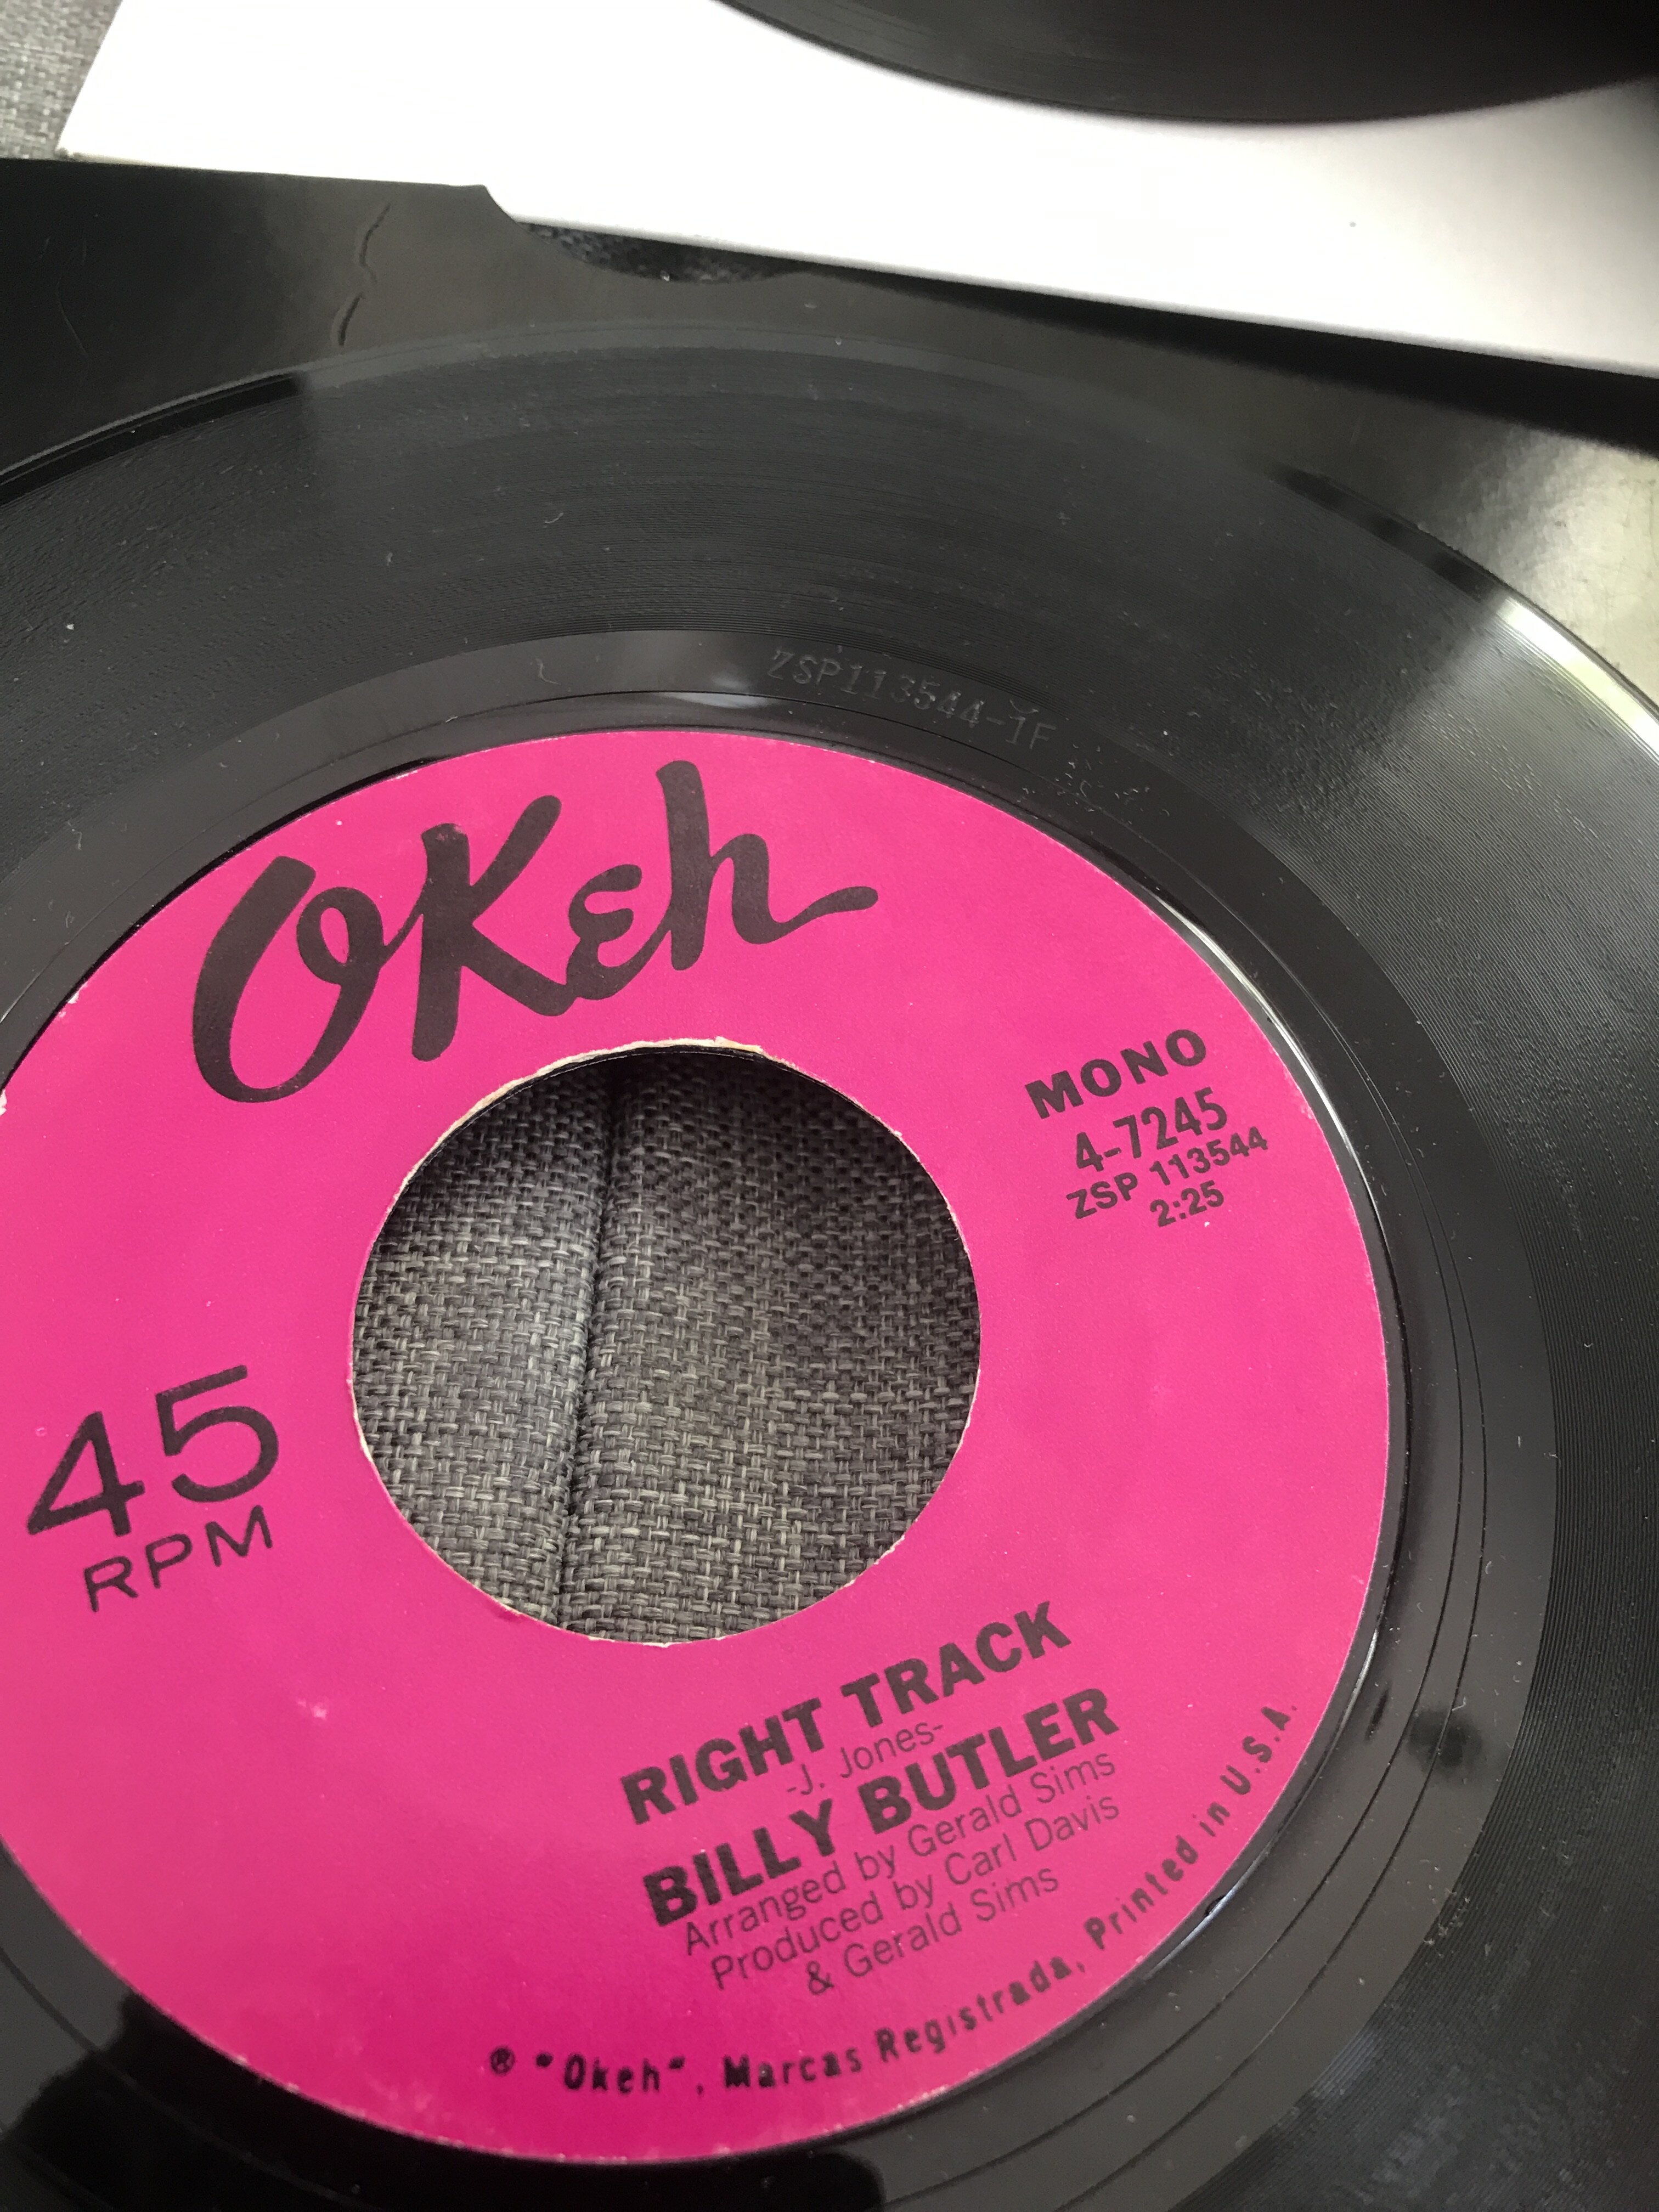 ZSP113544-1F
OKeh
MONO
4-7245
ZSP 113544
2:25
45
RPM
RIGHT TRACK
-J. Jones-
BILLY BUTLER
Arranged by Gerald Sims
Produced by Carl Davis
& Gerald Sims
® "Okeh", Marcas Registrada, Printed in U.S.A.